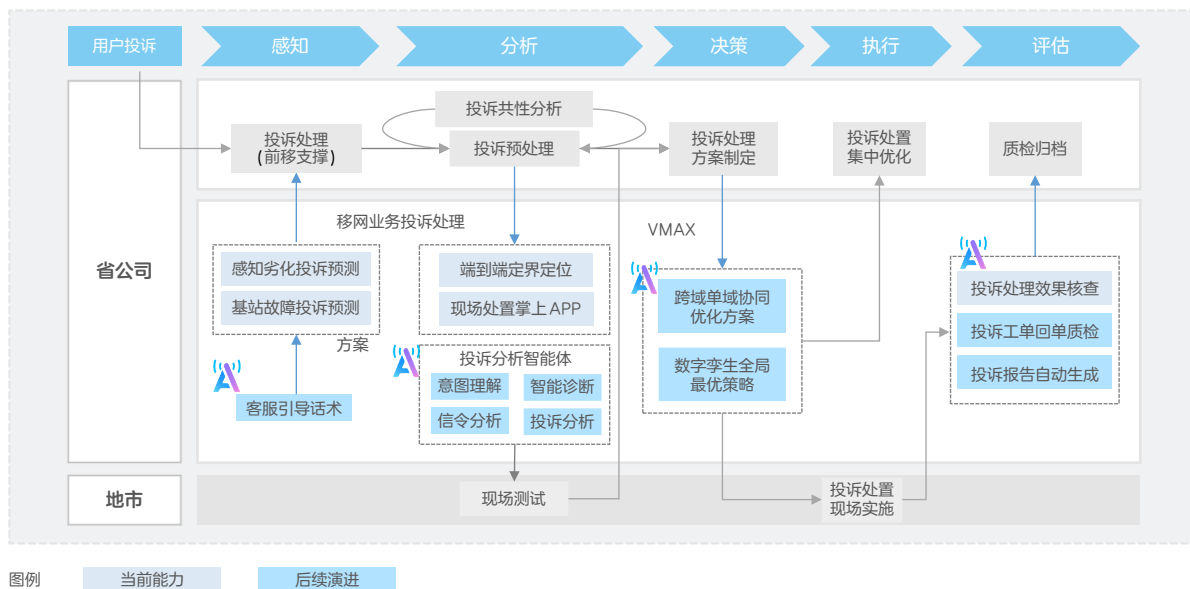 用户投诉
感知
分析
决策
执行
评估
省公司
投诉处理
(前移支撑)
投诉共性分析
投诉预处理
投诉处理
方案制定
投诉处置
集中优化
质检归档
移网业务投诉处理
VMAX
感知劣化投诉预测
基站故障投诉预测
方案
客服引导话术
端到端定界定位
现场处置掌上 APP
投诉分析智能体
意图理解
智能诊断
信令分析
投诉分析
跨域单域协同
优化方案
数字孪生全局
最优策略
投诉处理效果核查
投诉工单回单质检
投诉报告自动生成
地市
现场测试
投诉处置
现场实施
图例
当前能力
后续演进